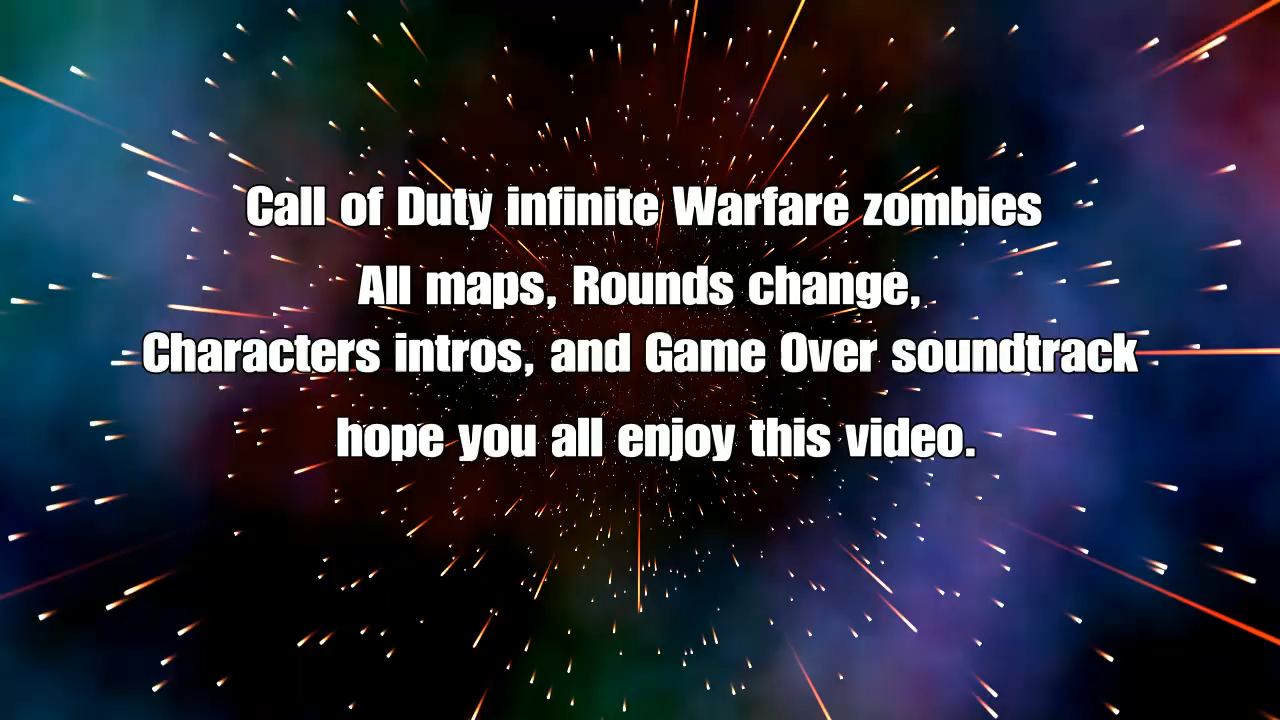 Call of Duty infinite Warfare zombies
All maps, Rounds change,
Characters intros, and Game Over soundtrack
hope you all enjoy this video.